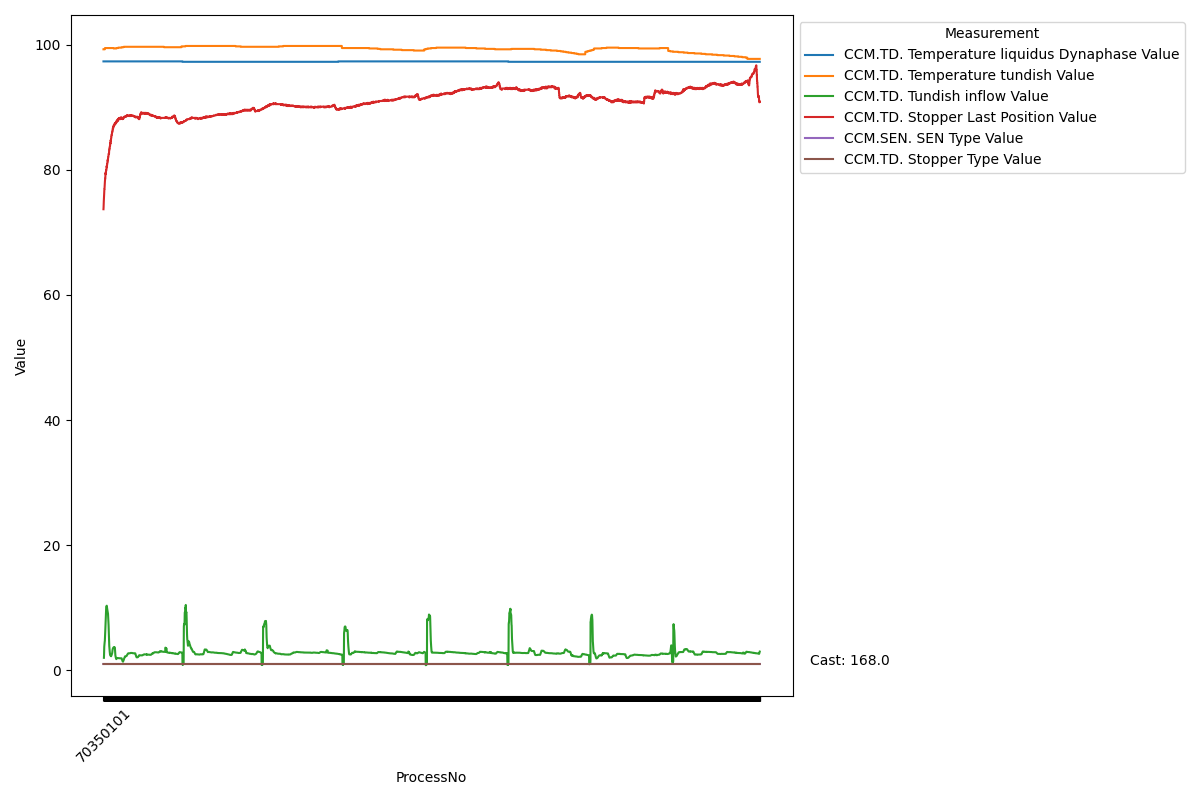 Measurement
CCM.TD. Temperature liquidus Dynaphase Value
CCM.TD. Temperature tundish Value
CCM.TD. Tundish inflow Value
CCM.TD. Stopper Last Position Value
CCM.SEN. SEN Type Value
CCM.TD. Stopper Type Value
100
80
60
40
20
0
Value
Cast: 168.0
70350101
ProcessNo